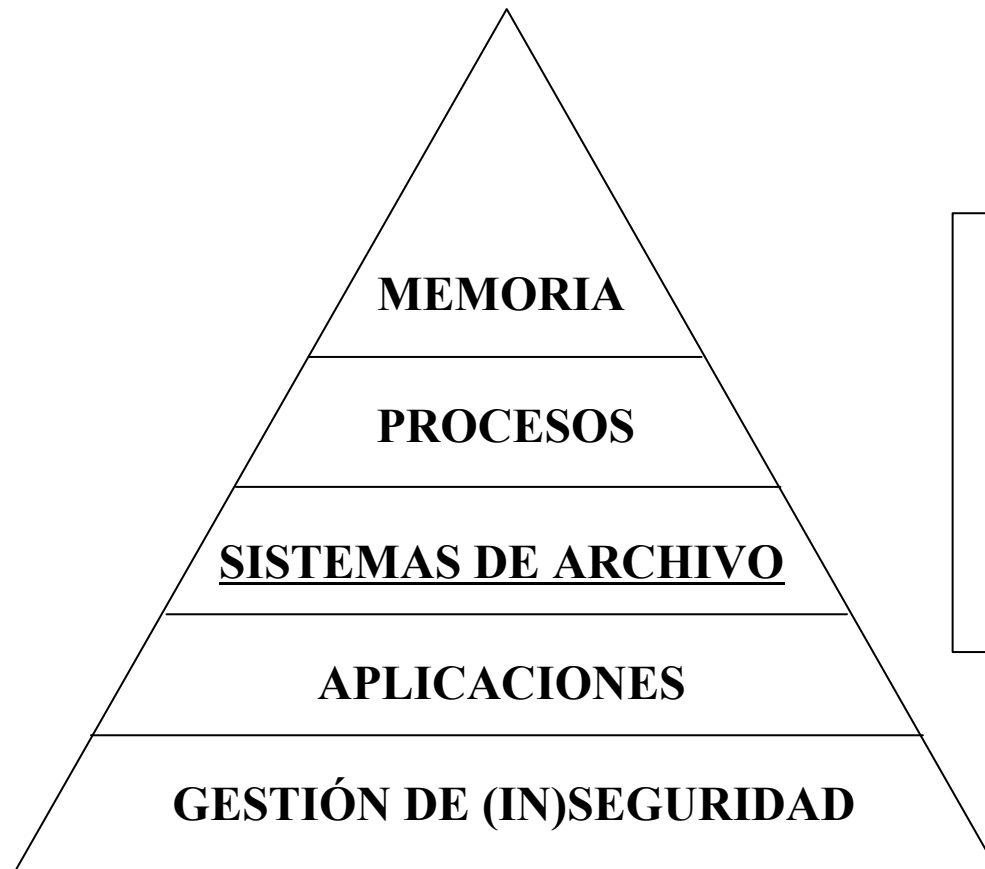 MEMORIA
PROCESOS
SISTEMAS DE ARCHIVO
APLICACIONES
GESTIÓN DE (IN)SEGURIDAD